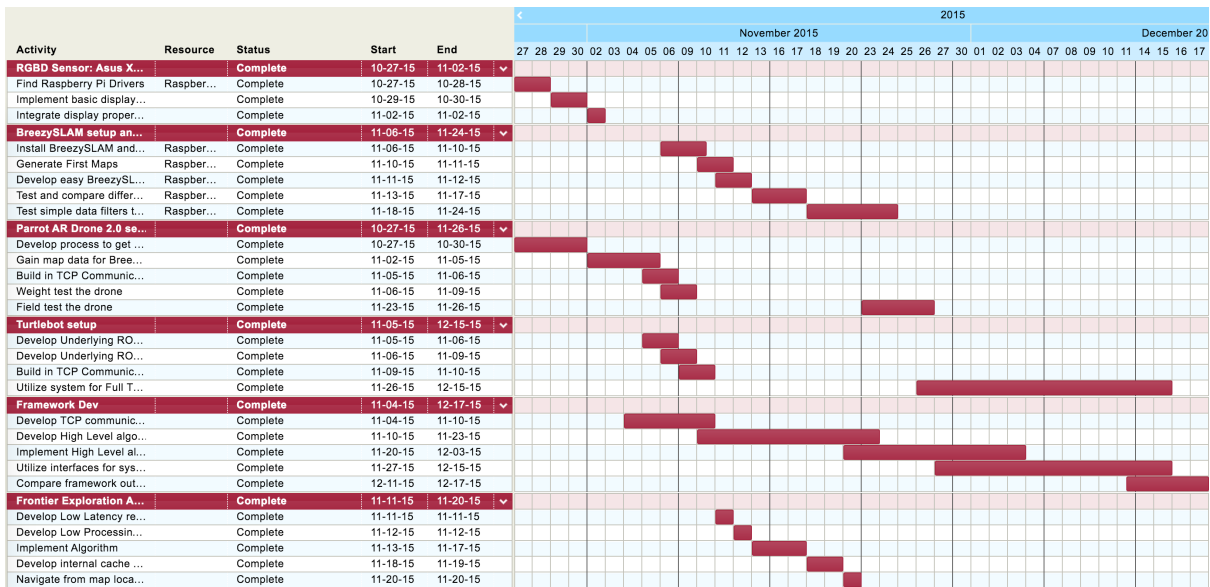 2015
November 2015 December 20
Activity Resource Status Start End 27 28 29 30 02 03 04 05 06 09 10 11 12 13 16 17 18 19 20 23 24 25 26 27 30 01 02 03 04 07 08 09 10 11 14 15 16 17
RGBD Sensor: Asus X... Complete 10-27-15 11-02-15
Find Raspberry Pi Drivers Raspber... Complete 10-27-15 10-28-15
Implement basic display... Complete 10-29-15 10-30-15
Integrate display proper... Complete 11-02-15 11-02-15
BreezySLAM setup an... Complete 11-06-15 11-24-15
Install BreezySLAM and... Raspber... Complete 11-06-15 11-10-15
Generate First Maps Raspber... Complete 11-10-15 11-11-15
Develop easy BreezySL... Raspber... Complete 11-11-15 11-12-15
Test and compare differ... Raspber... Complete 11-13-15 11-17-15
Test simple data filters t... Raspber... Complete 11-18-15 11-24-15
Parrot AR Drone 2.0 se... Complete 10-27-15 11-26-15
Develop process to get ... Complete 10-27-15 10-30-15
Gain map data for Bree... Complete 11-02-15 11-05-15
Build in TCP Communic... Complete 11-05-15 11-06-15
Weight test the drone Complete 11-06-15 11-09-15
Field test the drone Complete 11-23-15 11-26-15
Turtlebot setup Complete 11-05-15 12-15-15
Develop Underlying RO... Complete 11-05-15 11-06-15
Develop Underlying RO... Complete 11-06-15 11-09-15
Build in TCP Communic... Complete 11-09-15 11-10-15
Utilize system for Full T... Complete 11-26-15 12-15-15
Framework Dev Complete 11-04-15 12-17-15
Develop TCP communic... Complete 11-04-15 11-10-15
Develop High Level algo... Complete 11-10-15 11-23-15
Implement High Level al... Complete 11-20-15 12-03-15
Utilize interfaces for sys... Complete 11-27-15 12-15-15
Compare framework out... Complete 12-11-15 12-17-15
Frontier Exploration A... Complete 11-11-15 11-20-15
Develop Low Latency re... Complete 11-11-15 11-11-15
Develop Low Processin... Complete 11-12-15 11-12-15
Implement Algorithm Complete 11-13-15 11-17-15
Develop internal cache ... Complete 11-18-15 11-19-15
Navigate from map loca... Complete 11-20-15 11-20-15